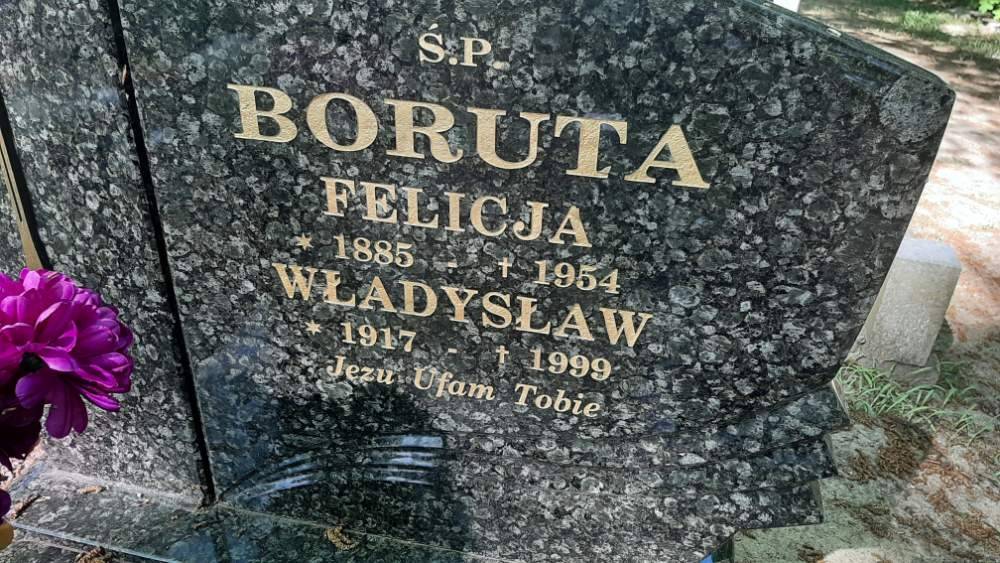 Ś.P.
BORUTA
FELICJA
* 1885 - † 1954
WŁADYSŁAW
* 1917 - † 1999
Jezu Ufam Tobie